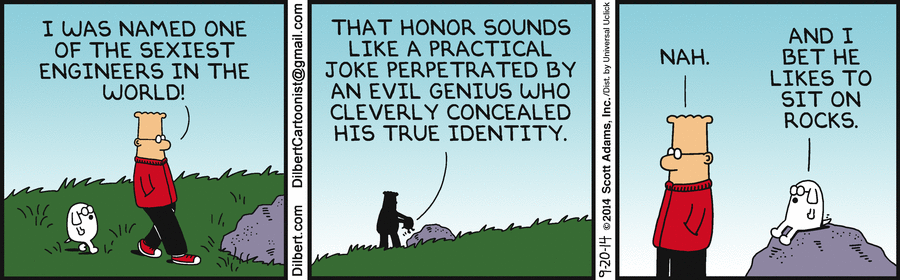 I WAS NAMED ONE
OF THE SEXIEST
ENGINEERS IN THE
WORLD!
Dilbert.com DilbertCartoonist@gmail.com
THAT HONOR SOUNDS
LIKE A PRACTICAL
JOKE PERPETRATED BY
AN EVIL GENIUS WHO
CLEVERLY CONCEALED
HIS TRUE IDENTITY.
9-20-14 © 2014 Scott Adams, Inc. /Dist. by Universal Uclick
NAH.
AND I
BET HE
LIKES TO
SIT ON
ROCKS.